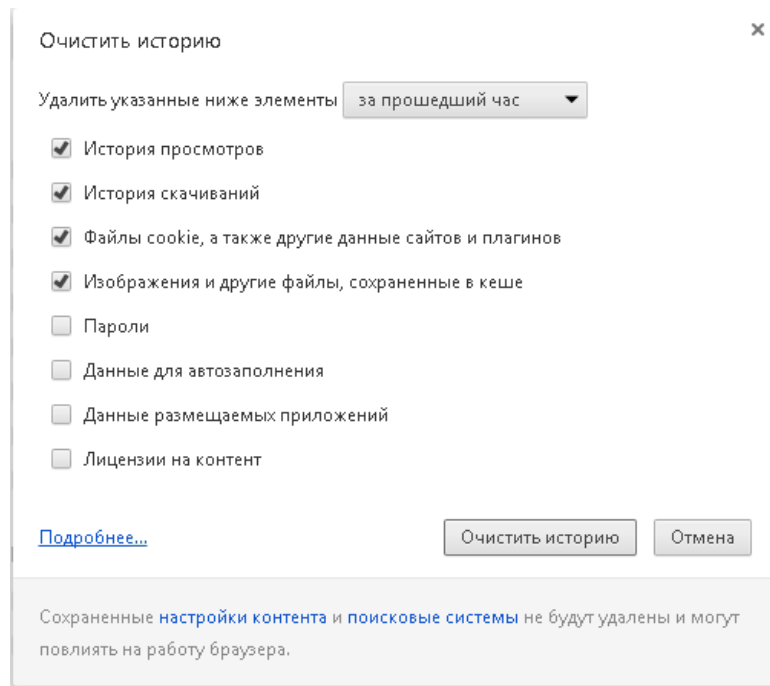 Очистить историю
Удалить указанные ниже элементы за прошедший час
История просмотров
История скачиваний
Файлы cookie, а также другие данные сайтов и плагинов
Изображения и другие файлы, сохраненные в кеше
Пароли
Данные для автозаполнения
Данные размещаемых приложений
Лицензии на контент
Подробнее... Очистить историю Отмена
Сохраненные настройки контента и поисковые системы не будут удалены и могут
повлиять на работу браузера.